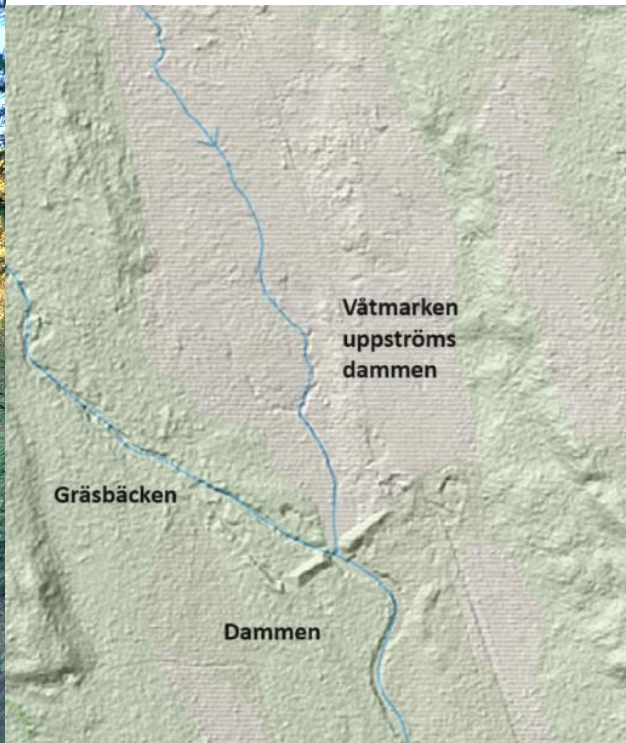 Våtmarken
uppströms
dammen
Gräsbäcken
Dammen